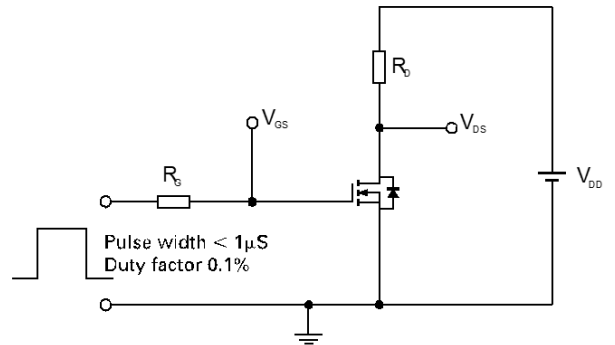 R_D
V_GS
V_DS
R_G
V_DD
Pulse width < 1µS
Duty factor 0.1%